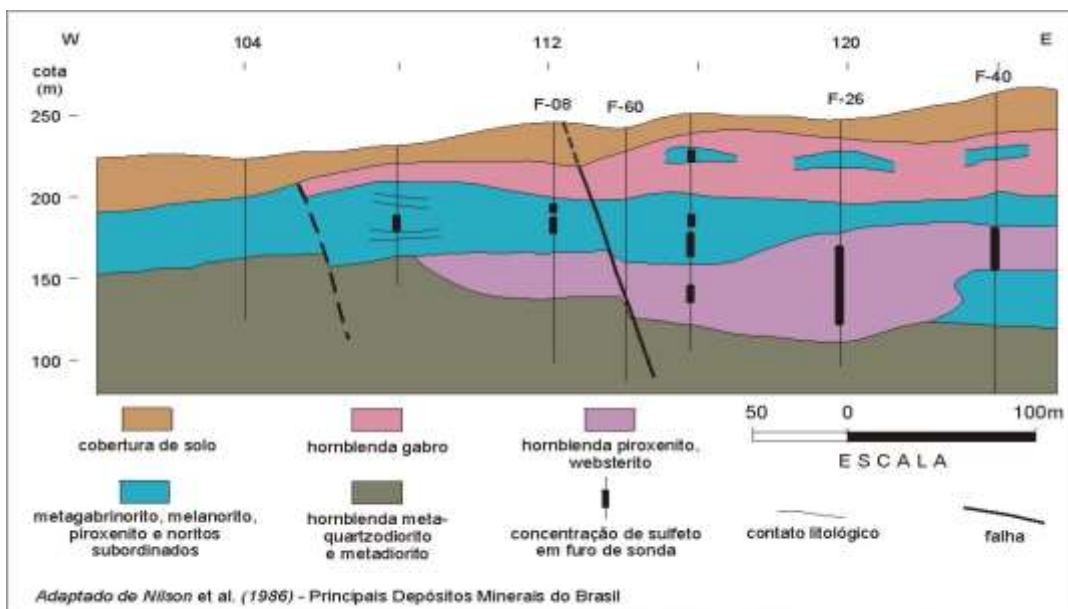 W 104 112 120 E
cota
(m)
F-08 F-60 F-26 F-40
250
200
150
100
cobertura de solo
hornblenda gabro
hornblenda piroxenito,
websterito
50 0 100m
ESCALA
metagabrinorito, melanorito,
piroxenito e noritos
subordinados
hornblenda meta-
quartzodiorito
e metadiorito
concentração de sulfeto
em furo de sonda
contato litológico
falha
Adaptado de Nilson et al. (1986) - Principais Depósitos Minerais do Brasil